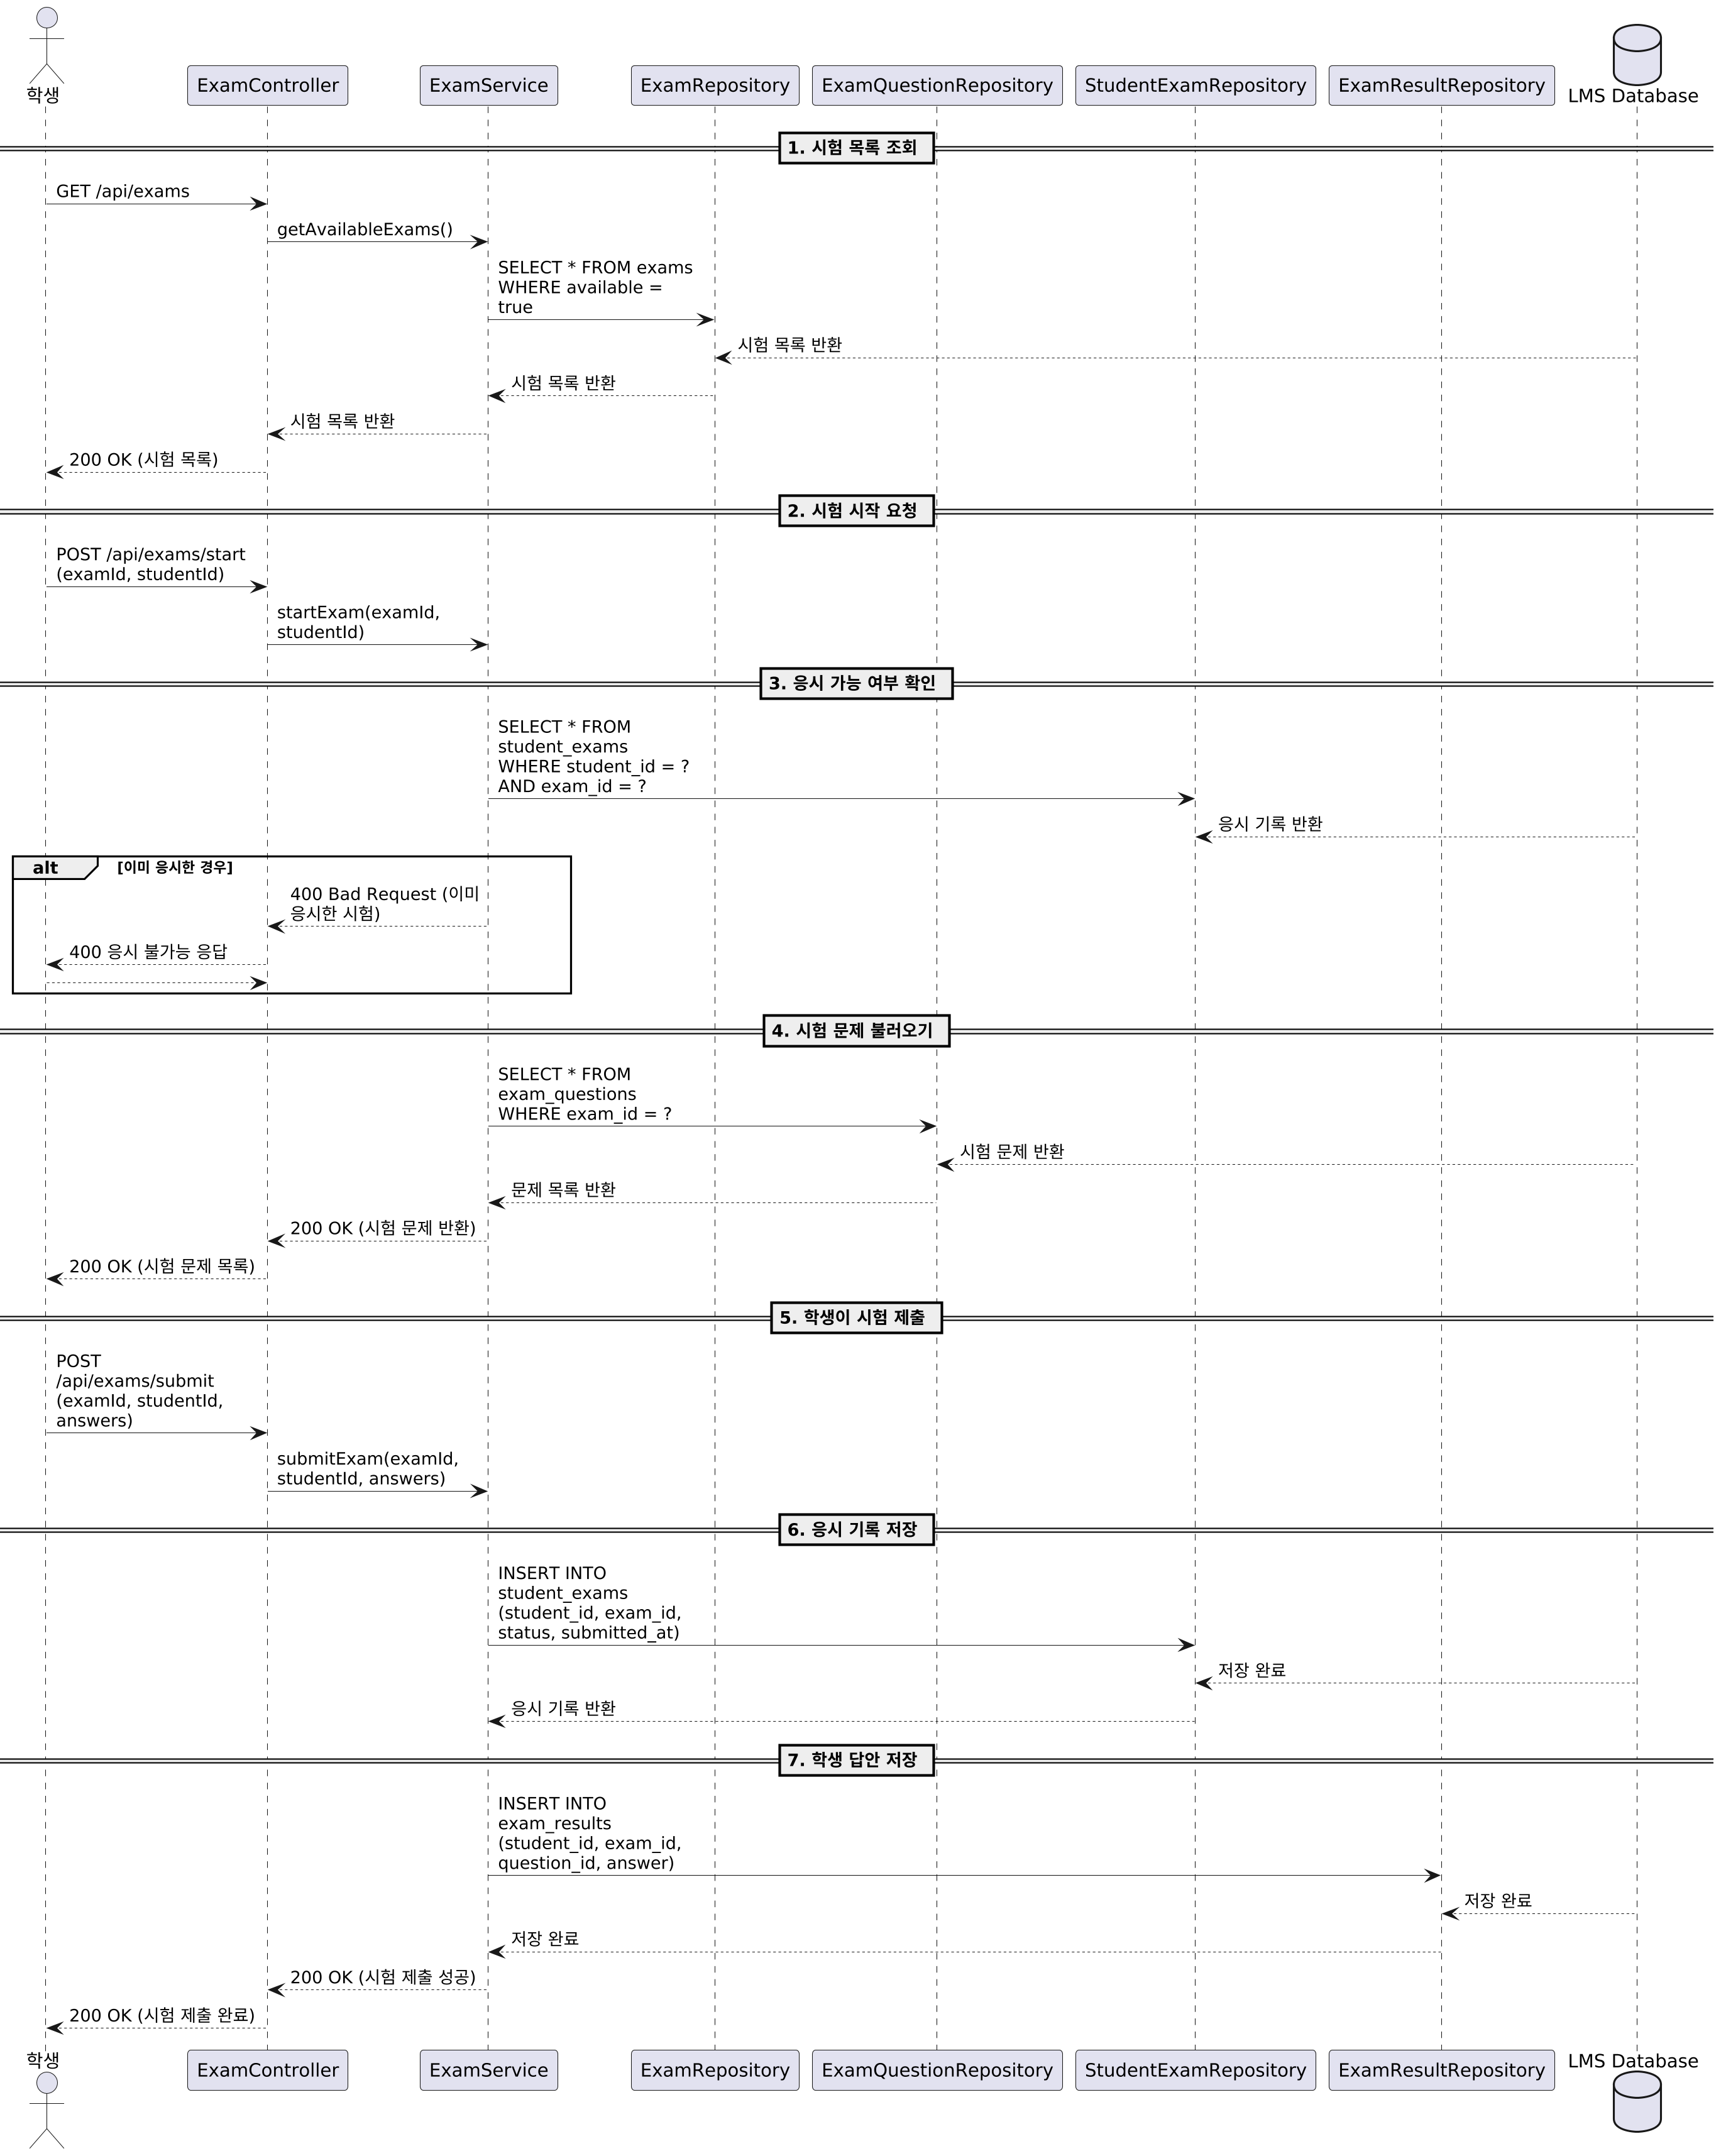 학생
ExamController
ExamService
ExamRepository
ExamQuestionRepository
StudentExamRepository
ExamResultRepository
LMS Database
1. 시험 목록 조회
GET /api/exams
getAvailableExams()
SELECT * FROM exams
WHERE available =
true
시험 목록 반환
시험 목록 반환
시험 목록 반환
200 OK (시험 목록)
2. 시험 시작 요청
POST /api/exams/start
(examId, studentId)
startExam(examId,
studentId)
3. 응시 가능 여부 확인
SELECT * FROM
student_exams
WHERE student_id = ?
AND exam_id = ?
응시 기록 반환
alt
[이미 응시한 경우]
400 Bad Request (이미
응시한 시험)
400 응시 불가능 응답
4. 시험 문제 불러오기
SELECT * FROM
exam_questions
WHERE exam_id = ?
시험 문제 반환
문제 목록 반환
200 OK (시험 문제 반환)
200 OK (시험 문제 목록)
5. 학생이 시험 제출
POST
/api/exams/submit
(examId, studentId,
answers)
submitExam(examId,
studentId, answers)
6. 응시 기록 저장
INSERT INTO
student_exams
(student_id, exam_id,
status, submitted_at)
저장 완료
응시 기록 반환
7. 학생 답안 저장
INSERT INTO
exam_results
(student_id, exam_id,
question_id, answer)
저장 완료
저장 완료
200 OK (시험 제출 성공)
200 OK (시험 제출 완료)
학생
ExamController
ExamService
ExamRepository
ExamQuestionRepository
StudentExamRepository
ExamResultRepository
LMS Database